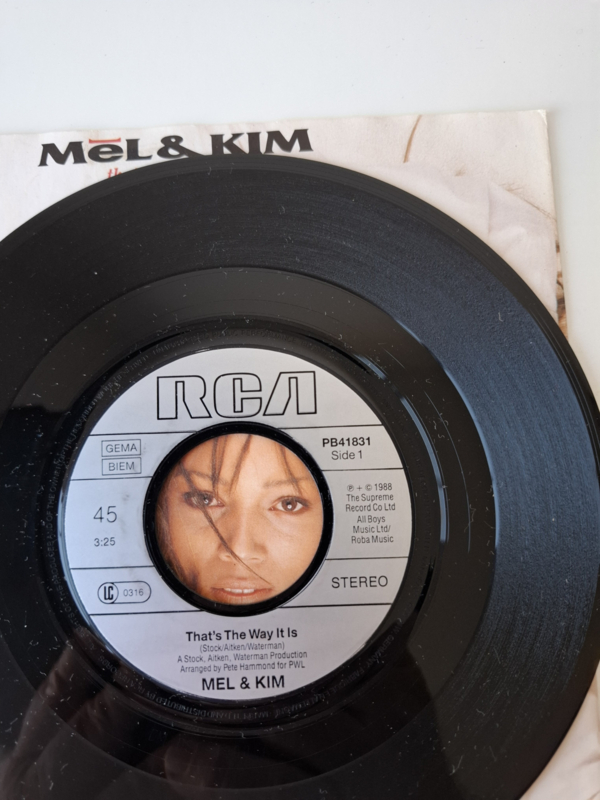 MēL & KIM
RCA
GEMA
BIEM
PB41831
Side 1
45
3:25
℗ + © 1988
The Supreme
Record Co Ltd
All Boys
Music Ltd/
Roba Music
LC 0316
STEREO
That's The Way It Is
(Stock/Aitken/Waterman)
A Stock, Aitken, Waterman Production
Arranged by Pete Hammond for PWL
MEL & KIM